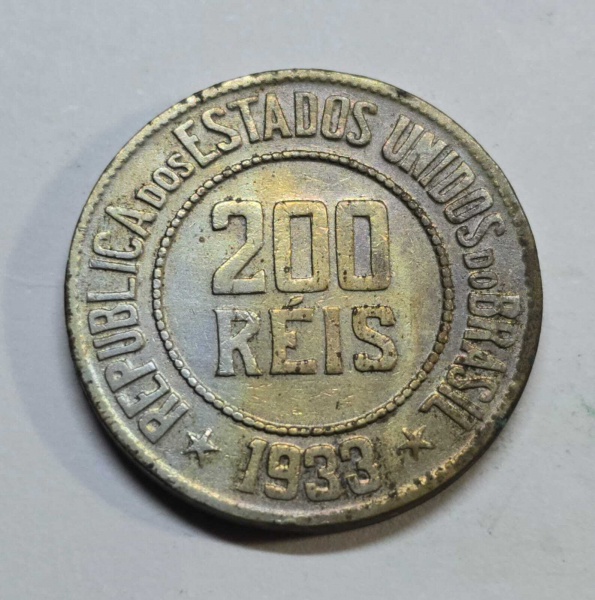 REPUBLICA DOS ESTADOS UNIDOS DO BRASIL
200
RÉIS
1933